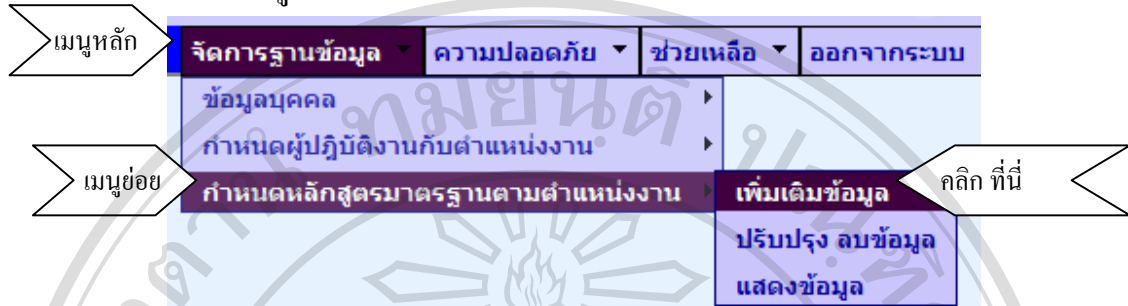 เมนูหลัก
จัดการฐานข้อมูล ความปลอดภัย ช่วยเหลือ ออกจากระบบ
ข้อมูลบุคคล
กำหนดผู้ปฏิบัติงานกับตำแหน่งงาน
เมนูย่อย
กำหนดหลักสูตรมาตรฐานตามตำแหน่งงาน
เพิ่มเติมข้อมูล
คลิก ที่นี่
ปรับปรุง ลบข้อมูล
แสดงข้อมูล